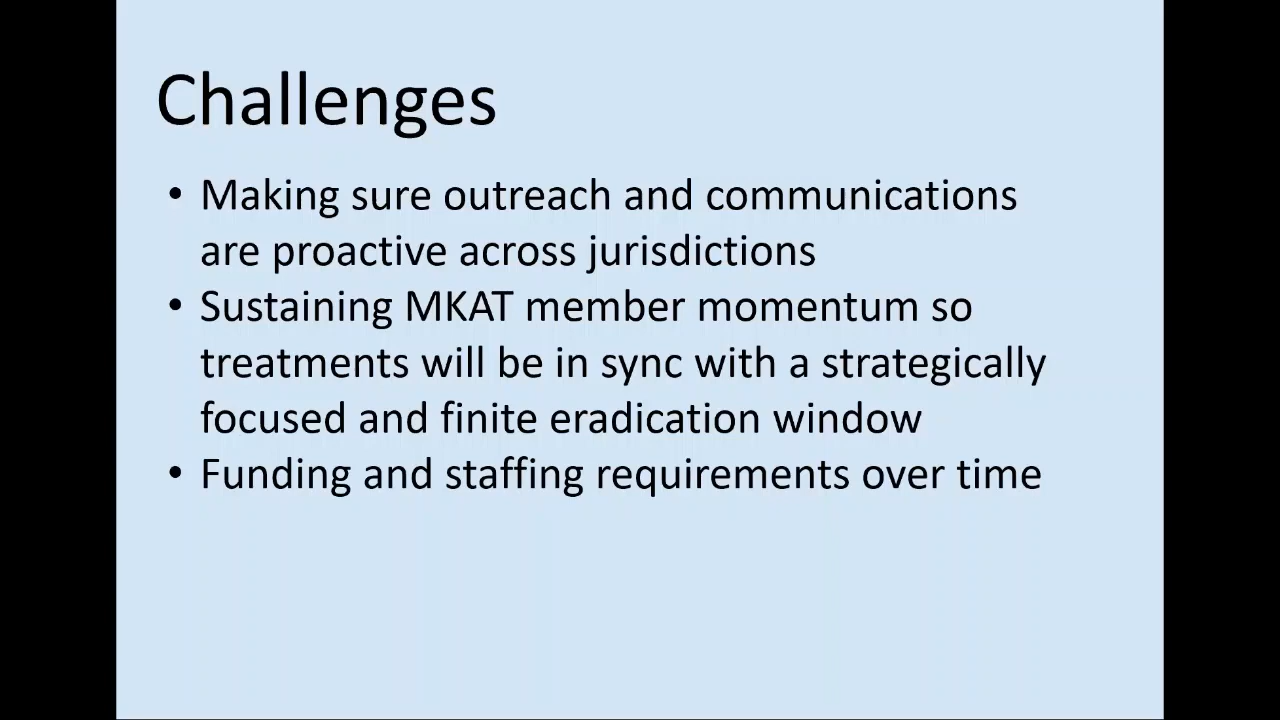 Challenges
• Making sure outreach and communications
are proactive across jurisdictions
• Sustaining MKAT member momentum so
treatments will be in sync with a strategically
focused and finite eradication window
• Funding and staffing requirements over time